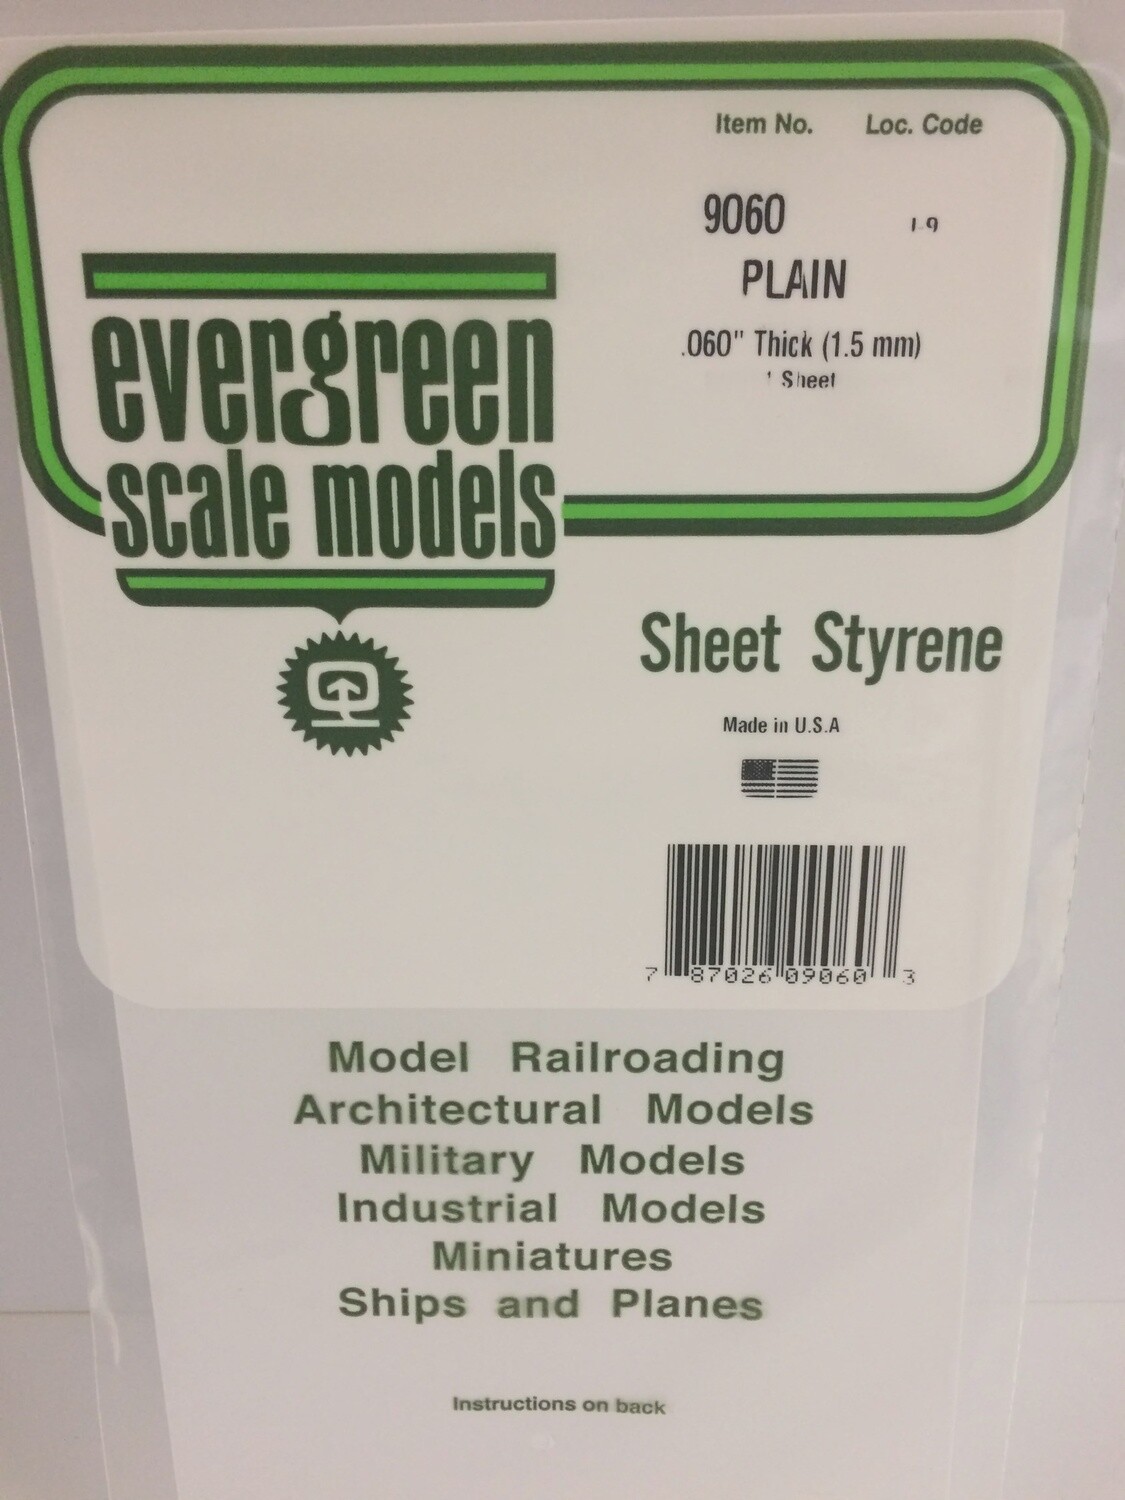 Item No. Loc. Code
9060
PLAIN
.060" Thick (1.5 mm)
1 Sheet
evergreen
scale models
Sheet Styrene
Made in U.S.A
7 87026 09060 3
Model Railroading
Architectural Models
Military Models
Industrial Models
Miniatures
Ships and Planes
Instructions on back